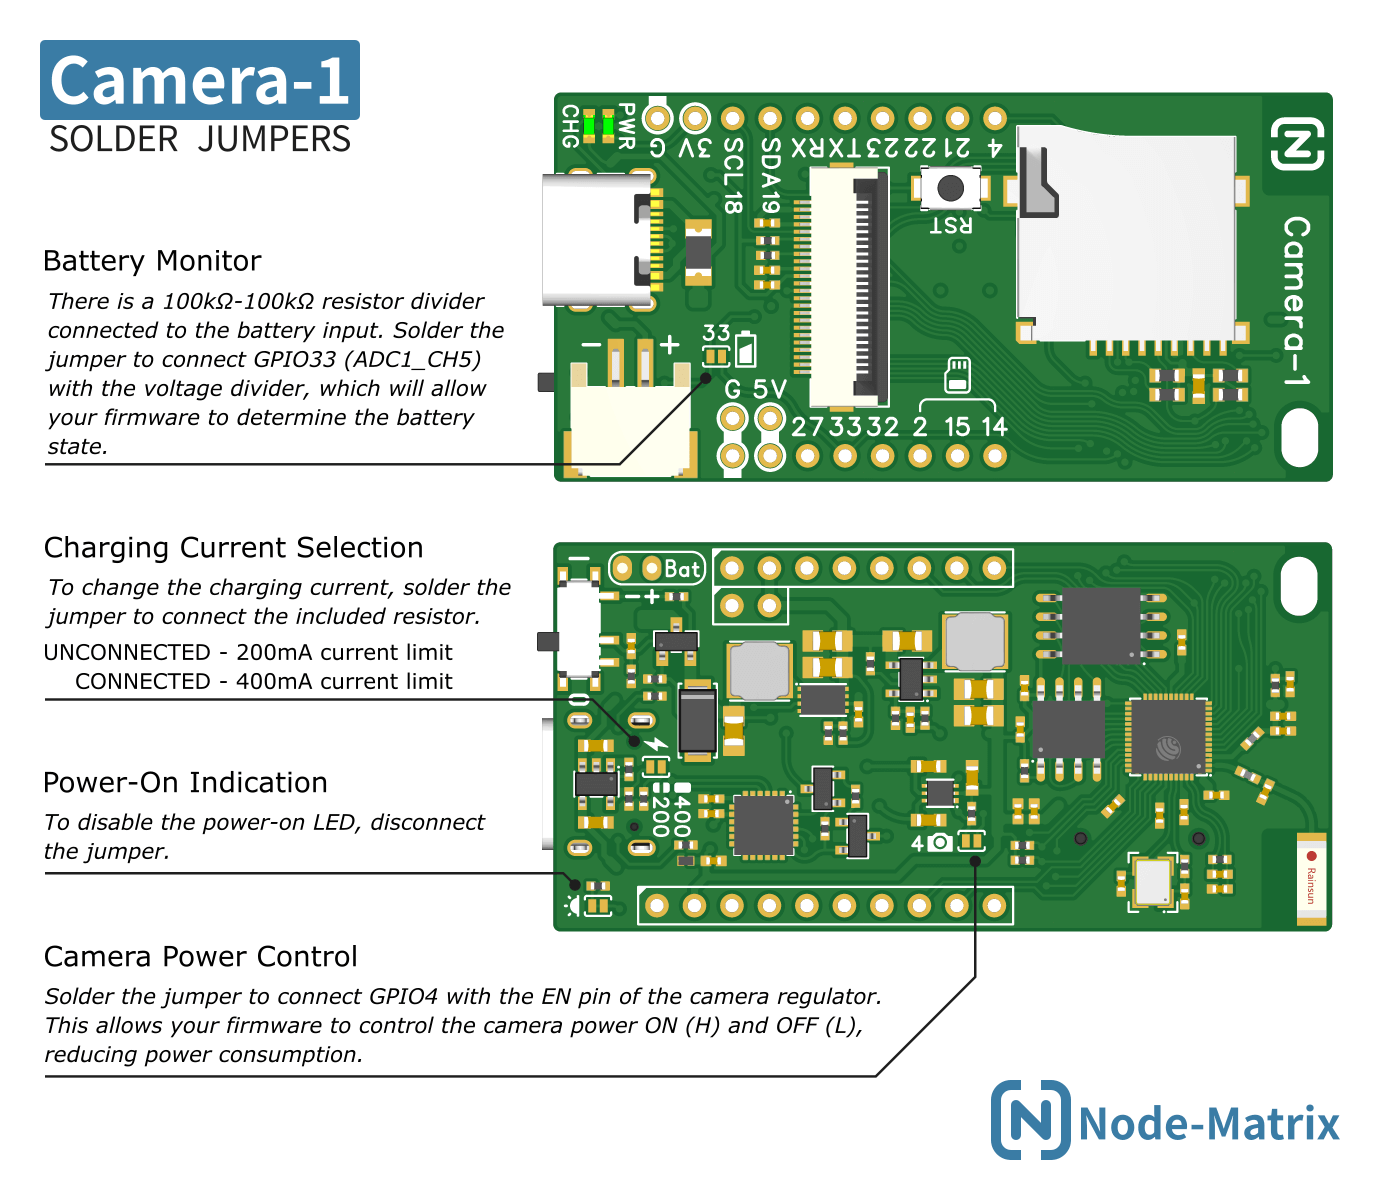 Camera-1
SOLDER JUMPERS
CHG
PWR
G
3V
SCL18
SDA19
RX
TX
23
22
21
4
RST
Camera-1
Battery Monitor
There is a 100kΩ-100kΩ resistor divider
connected to the battery input. Solder the
jumper to connect GPIO33 (ADC1_CH5)
with the voltage divider, which will allow
your firmware to determine the battery
state.
33
− +
G 5V
27 33 32 2 15 14
Charging Current Selection
To change the charging current, solder the
jumper to connect the included resistor.
UNCONNECTED - 200mA current limit
CONNECTED - 400mA current limit
Bat
−+
0
400
200
4
Rainsun
Power-On Indication
To disable the power-on LED, disconnect
the jumper.
Camera Power Control
Solder the jumper to connect GPIO4 with the EN pin of the camera regulator.
This allows your firmware to control the camera power ON (H) and OFF (L),
reducing power consumption.
N Node-Matrix